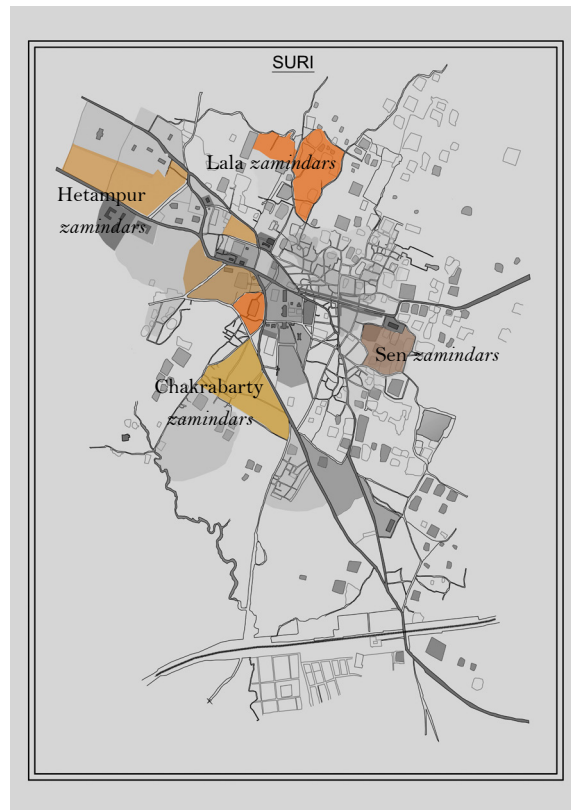 SURI
Lala zamindars
Hetampur
zamindars
Sen zamindars
Chakrabarty
zamindars